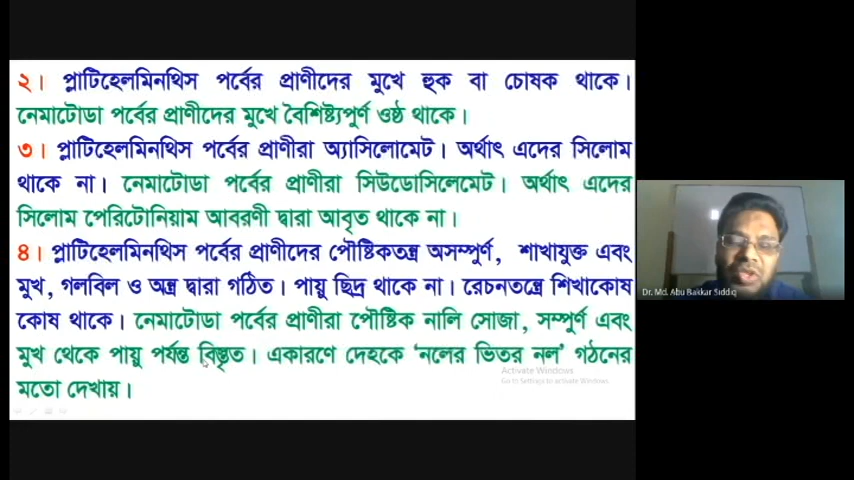 ২। প্লাটিহেলমিনথিস পর্বের প্রাণীদের মুখে হুক বা চোষক থাকে।
নেমাটোডা পর্বের প্রাণীদের মুখে বৈশিষ্ট্যপুর্ণ ওষ্ঠ থাকে।
৩। প্লাটিহেলমিনথিস পর্বের প্রাণীরা অ্যাসিলোমেট। অর্থাৎ এদের সিলোম
থাকে না। নেমাটোডা পর্বের প্রাণীরা সিউডোসিলেমেট। অর্থাৎ এদের
সিলোম পেরিটোনিয়াম আবরণী দ্বারা আবৃত থাকে না।
৪। প্লাটিহেলমিনথিস পর্বের প্রাণীদের পৌষ্টিকতন্ত্র অসম্পুর্ণ, শাখাযুক্ত এবং
মুখ, গলবিল ও অন্ত্র দ্বারা গঠিত। পায়ু ছিদ্র থাকে না। রেচনতন্ত্রে শিখাকোষ
কোষ থাকে। নেমাটোডা পর্বের প্রাণীরা পৌষ্টিক নালি সোজা, সম্পুর্ণ এবং
মুখ থেকে পায়ু পর্যন্ত বিস্তৃত। একারণে দেহকে ‘নলের ভিতর নল’ গঠনের
মতো দেখায়।
Activate Windows
Go to Settings to activate Windows.
Dr. Md. Abu Bakkar Siddiq